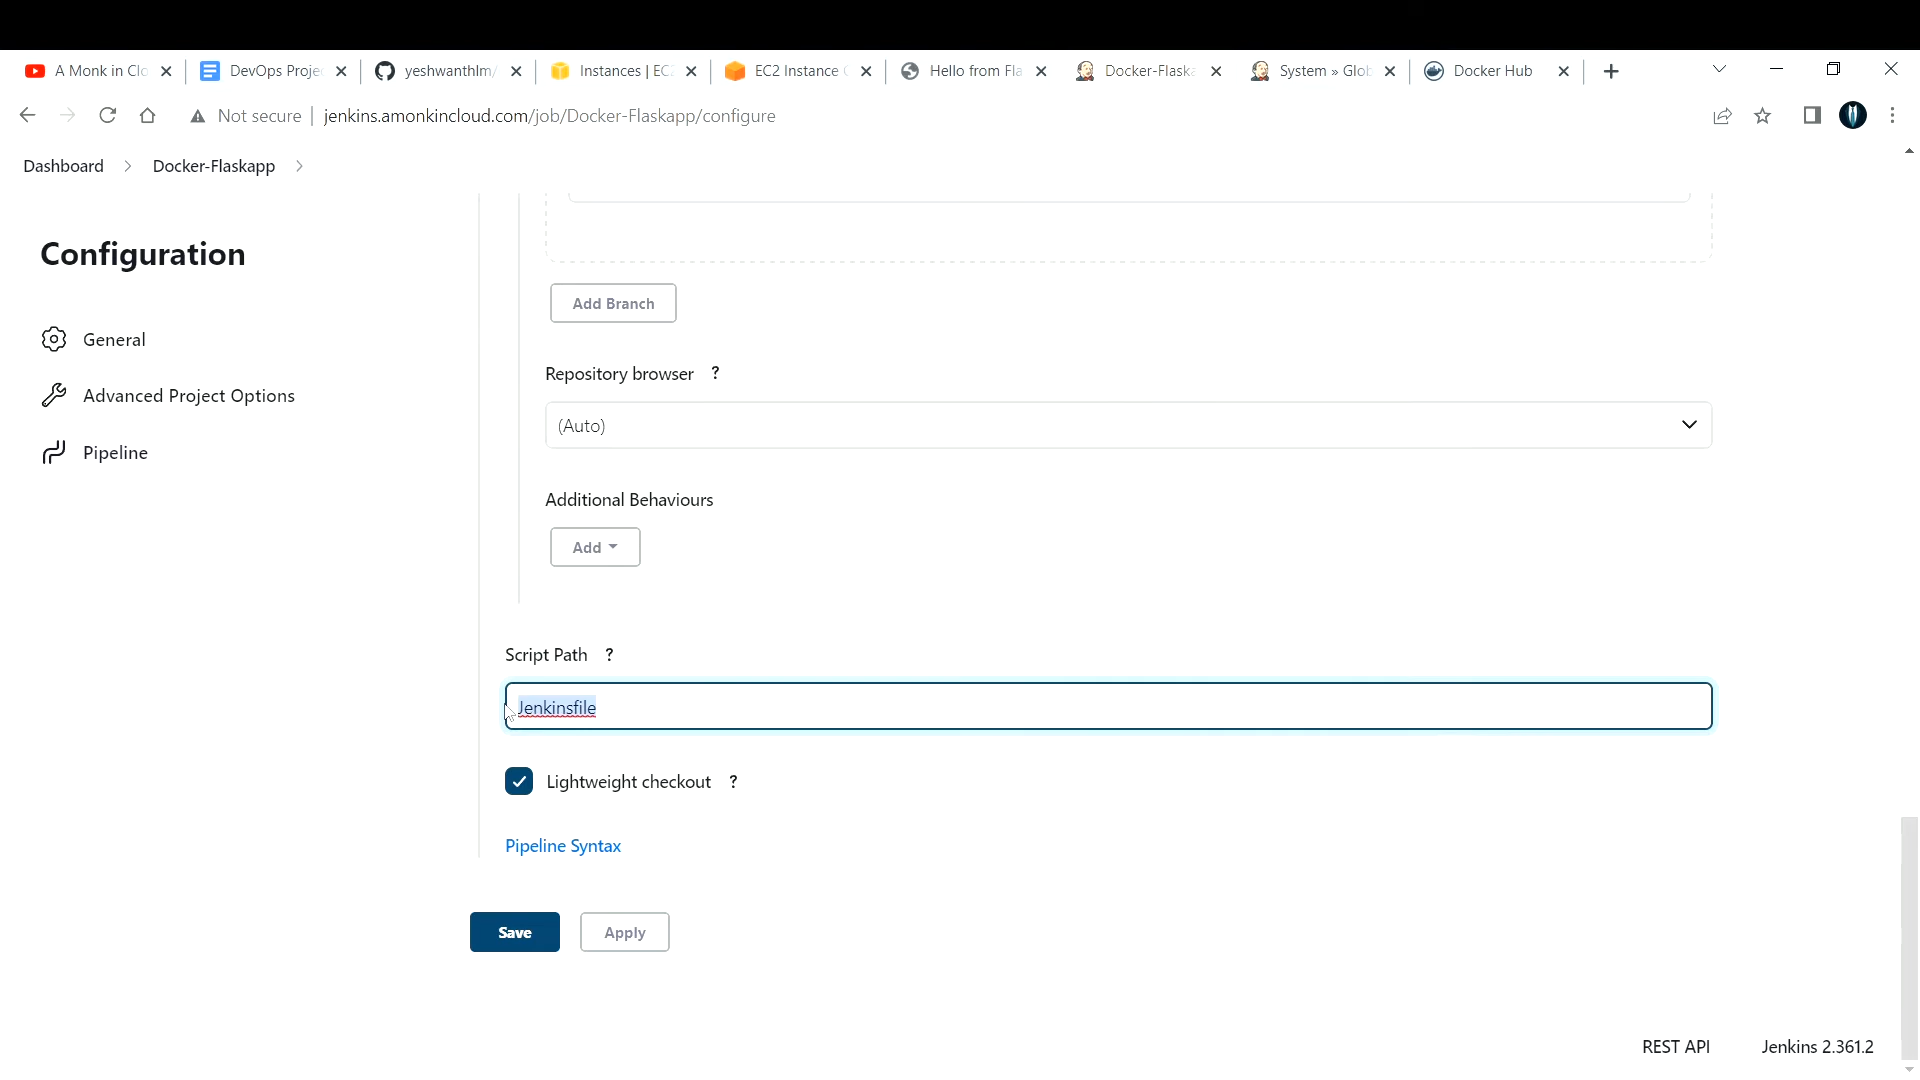 A Monk in Clo
DevOps Proje
yeshwanthlm/
Instances | EC2
EC2 Instance C
Hello from Fla
Docker-Flaska
System » Glob
Docker Hub
Not secure
jenkins.amonkincloud.com/job/Docker-Flaskapp/configure
Dashboard
Docker-Flaskapp
Configuration
General
Advanced Project Options
Pipeline
Add Branch
Repository browser ?
(Auto)
Additional Behaviours
Add
Script Path ?
Jenkinsfile
Lightweight checkout ?
Pipeline Syntax
Save
Apply
REST API
Jenkins 2.361.2